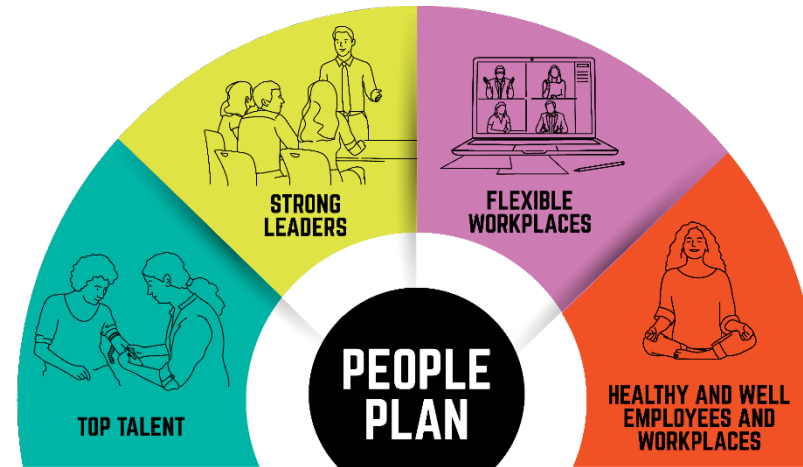 STRONG
LEADERS
FLEXIBLE
WORKPLACES
TOP TALENT
PEOPLE
PLAN
HEALTHY AND WELL
EMPLOYEES AND
WORKPLACES